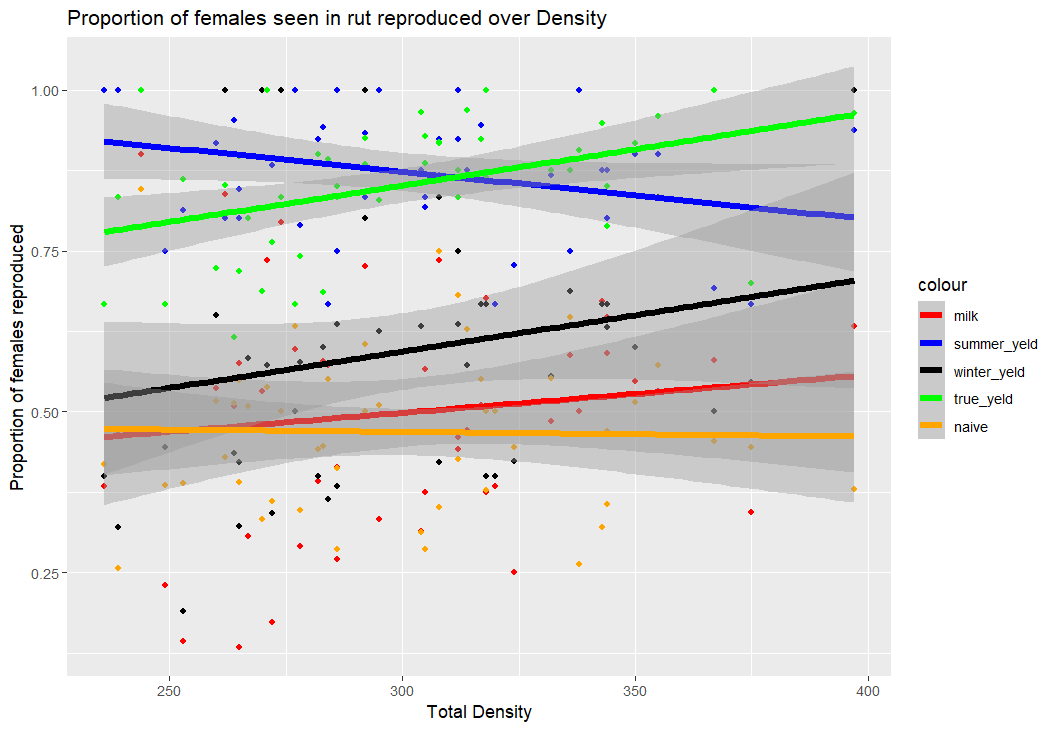 Proportion of females seen in rut reproduced over Density
Proportion of females reproduced
1.00
0.75
0.50
0.25
250
300
350
400
Total Density
colour
milk
summer_yeld
winter_yeld
true_yeld
naive